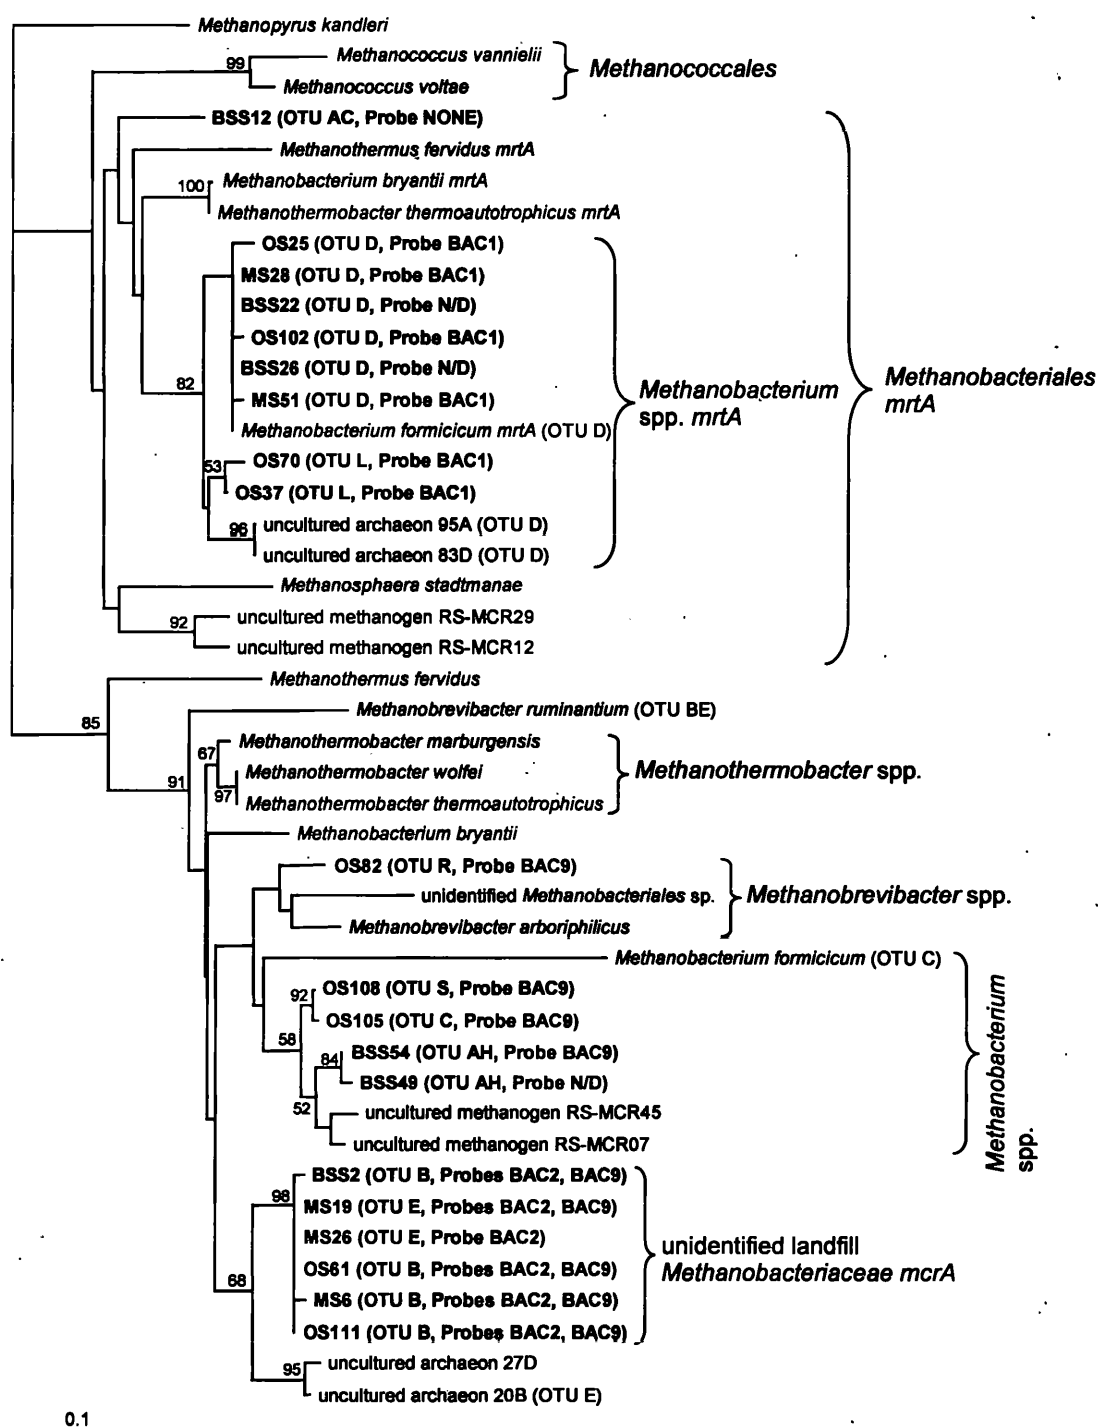 Methanopyrus kandleri
99
Methanococcus vannielii
Methanococcus voltae
Methanococcales
BSS12 (OTU AC, Probe NONE)
Methanothermus fervidus mrtA
100
Methanobacterium bryantii mrtA
Methanothermobacter thermoautotrophicus mrtA
OS25 (OTU D, Probe BAC1)
MS28 (OTU D, Probe BAC1)
BSS22 (OTU D, Probe N/D)
OS102 (OTU D, Probe BAC1)
BSS26 (OTU D, Probe N/D)
82
MS51 (OTU D, Probe BAC1)
Methanobacterium formicicum mrtA (OTU D)
Methanobacterium
spp. mrtA
Methanobacteriales
mrtA
53
OS70 (OTU L, Probe BAC1)
OS37 (OTU L, Probe BAC1)
96
uncultured archaeon 95A (OTU D)
uncultured archaeon 83D (OTU D)
Methanosphaera stadtmanae
92
uncultured methanogen RS-MCR29
uncultured methanogen RS-MCR12
Methanothermus fervidus
85
Methanobrevibacter ruminantium (OTU BE)
67
Methanothermobacter marburgensis
91
Methanothermobacter wolfei
97
Methanothermobacter thermoautotrophicus
Methanothermobacter spp.
Methanobacterium bryantii
OS82 (OTU R, Probe BAC9)
unidentified Methanobacteriales sp.
Methanobrevibacter arboriphilicus
Methanobrevibacter spp.
Methanobacterium formicicum (OTU C)
92
OS108 (OTU S, Probe BAC9)
OS105 (OTU C, Probe BAC9)
58
84
BSS54 (OTU AH, Probe BAC9)
BSS49 (OTU AH, Probe N/D)
52
uncultured methanogen RS-MCR45
uncultured methanogen RS-MCR07
Methanobacterium
spp.
98
BSS2 (OTU B, Probes BAC2, BAC9)
MS19 (OTU E, Probes BAC2, BAC9)
MS26 (OTU E, Probe BAC2)
OS61 (OTU B, Probes BAC2, BAC9)
MS6 (OTU B, Probes BAC2, BAC9)
OS111 (OTU B, Probes BAC2, BAC9)
unidentified landfill
Methanobacteriaceae mcrA
68
95
uncultured archaeon 27D
uncultured archaeon 20B (OTU E)
0.1